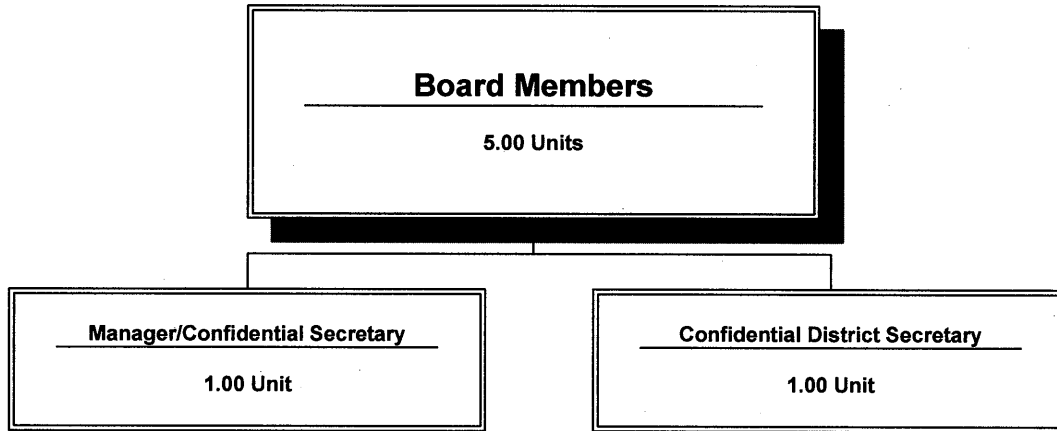 Board Members
5.00 Units
Manager/Confidential Secretary
1.00 Unit
Confidential District Secretary
1.00 Unit